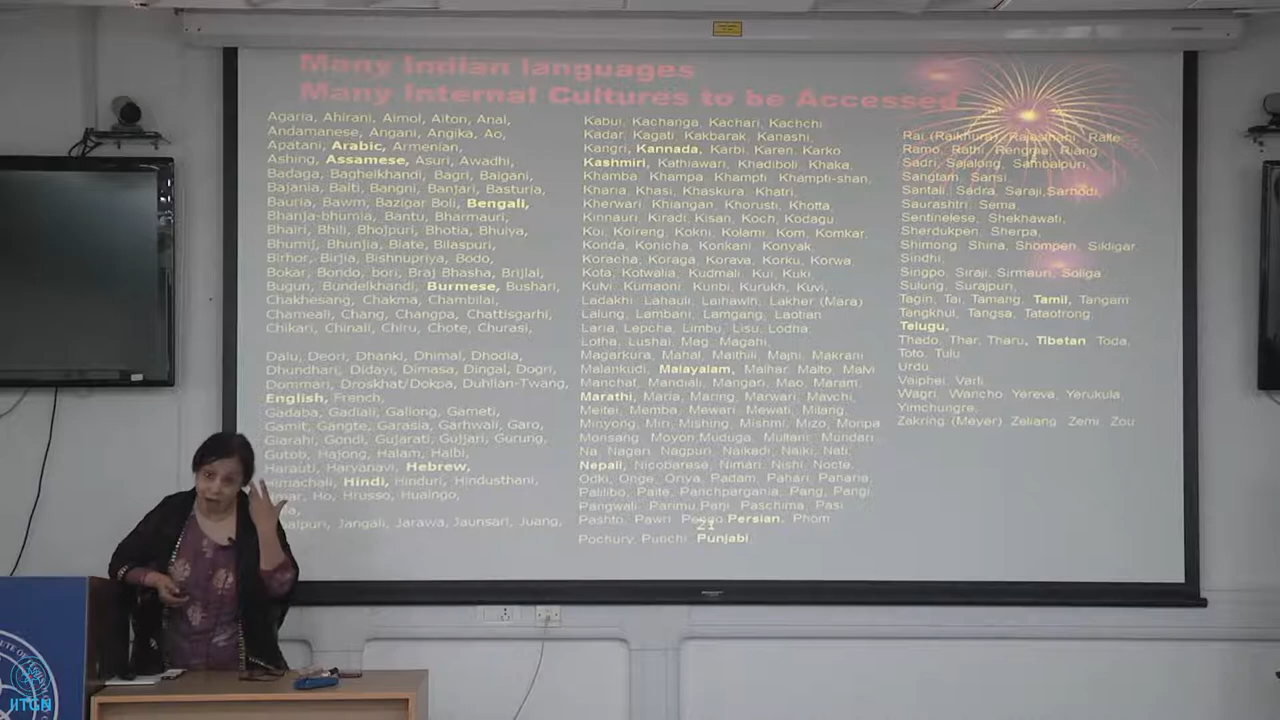 Many Indian languages
Many Internal Cultures to be Accessed
Agaria, Ahirani, Aimol, Aiton, Anal,
Andamanese, Angani, Angika, Ao,
Apatani, Arabic, Armenian,
Ashing, Assamese, Asuri, Awadhi,
Badaga, Baghelkhandi, Bagri, Baigani,
Bajania, Balti, Bangni, Banjari, Basturia,
Bauria, Bawm, Bazigar Boli, Bengali,
Bhanja-bhumia, Bantu, Bharmauri,
Bhairi, Bhili, Bhojpuri, Bhotia, Bhuiya,
Bhumij, Bhunjia, Biate, Bilaspuri,
Birhor, Birjia, Bishnupriya, Bodo,
Bokar, Bondo, bori, Braj Bhasha, Brijlal,
Bugun, Bundelkhandi, Burmese, Bushari,
Chakhesang, Chakma, Chambilai,
Chameali, Chang, Changpa, Chattisgarhi,
Chikari, Chinali, Chiru, Chote, Churasi,
Dalu, Deori, Dhanki, Dhimal, Dhodia,
Dhundhari, Didayi, Dimasa, Dingal, Dogri,
Dommari, Droskhat/Dokpa, Duhlian-Twang,
English, French,
Gadaba, Gadiali, Gallong, Gameti,
Gamit, Gangte, Garasia, Garhwali, Garo,
Giarahi, Gondi, Gujarati, Gujjari, Gurung,
Gutob, Hajong, Halam, Halbi,
Harauti, Haryanavi, Hebrew,
Himachali, Hindi, Hinduri, Hindusthani,
Hmar, Ho, Hrusso, Hualngo,
Jangali, Jarawa, Jaunsari, Juang,
Kabui, Kachanga, Kachari, Kachchi
Kadar, Kagati, Kakbarak, Kanashi,
Kangri, Kannada, Karbi, Karen, Karko
Kashmiri, Kathiawari, Khadiboli, Khaka,
Khamba, Khampa, Khampti, Khampti-shan,
Kharia, Khasi, Khaskura, Khatri,
Kherwari, Khiangan, Khorusti, Khotta,
Kinnauri, Kiradi, Kisan, Koch, Kodagu
Koi, Koireng, Kokni, Kolami, Kom, Komkar,
Konda, Konicha, Konkani, Konyak,
Koracha, Koraga, Korava, Korku, Korwa,
Kota, Kotwalia, Kudmali, Kui, Kuki,
Kulvi, Kumaoni, Kunbi, Kurukh, Kuvi,
Ladakhi, Lahauli, Laihawlh, Lakher (Mara)
Lalung, Lambani, Lamgang, Laotian
Laria, Lepcha, Limbu, Lisu, Lodha,
Lotha, Lushai, Mag, Magahi,
Magarkura, Mahal, Maithili, Majhi, Makrani
Malankudi, Malayalam, Malhar, Malto, Malvi
Manchat, Mandiali, Mangari, Mao, Maram,
Marathi, Maria, Maring, Marwari, Mavchi,
Meitei, Memba, Mewari, Mewati, Milang,
Minyong, Miri, Mishing, Mishmi, Mizo, Monpa
Monsang, Moyon,Muduga, Multani, Mundari
Na, Nagari, Nagpuri, Naikadi, Naiki, Nati,
Nepali, Nicobarese, Nimari, Nishi, Nocte,
Odki, Onge, Oriya, Padam, Pahari, Panaria,
Palilibo, Paite, Panchpargania, Pang, Pangi,
Pangwali, Parimu,Parji, Paschima, Pasi
Pashto, Pawri, Pengo, Persian, Phom
21
Pochury, Punchi, Punjabi
Rai (Raikhura), Rajasthani, Ralte,
Ramo, Rathi, Rengma, Riang,
Sadri, Sajalong, Sambalpuri,
Sangtam, Sansi,
Santali, Sadra, Saraji,Sarhodi,
Saurashtri, Sema,
Sentinelese, Shekhawati,
Sherdukpen, Sherpa,
Shimong, Shina, Shompen, Sikligar,
Sindhi,
Singpo, Siraji, Sirmauri, Soliga
Sulung, Surajpuri,
Tagin, Tai, Tamang, Tamil, Tangam
Tangkhul, Tangsa, Tataotrong,
Telugu,
Thado, Thar, Tharu, Tibetan, Toda,
Toto, Tulu,
Urdu,
Vaiphei, Varli,
Wagri, Wancho, Yereva, Yerukula,
Yimchungre,
Zakring (Meyer), Zeliang, Zemi, Zou
IITGN